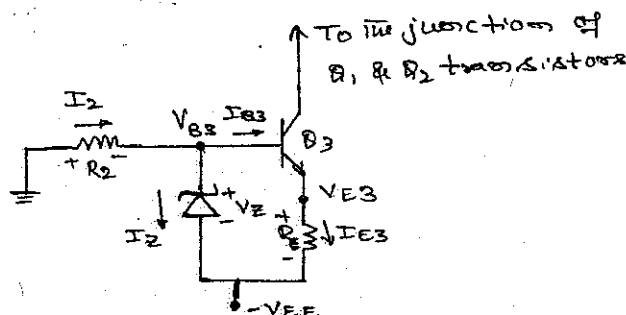 To The junction of
Q1 & Q2 transistors
I2
VB3
IB3
Q3
+ R2 -
VE3
+
VZ
-
IZ
+
RE
-
IE3
-VEE